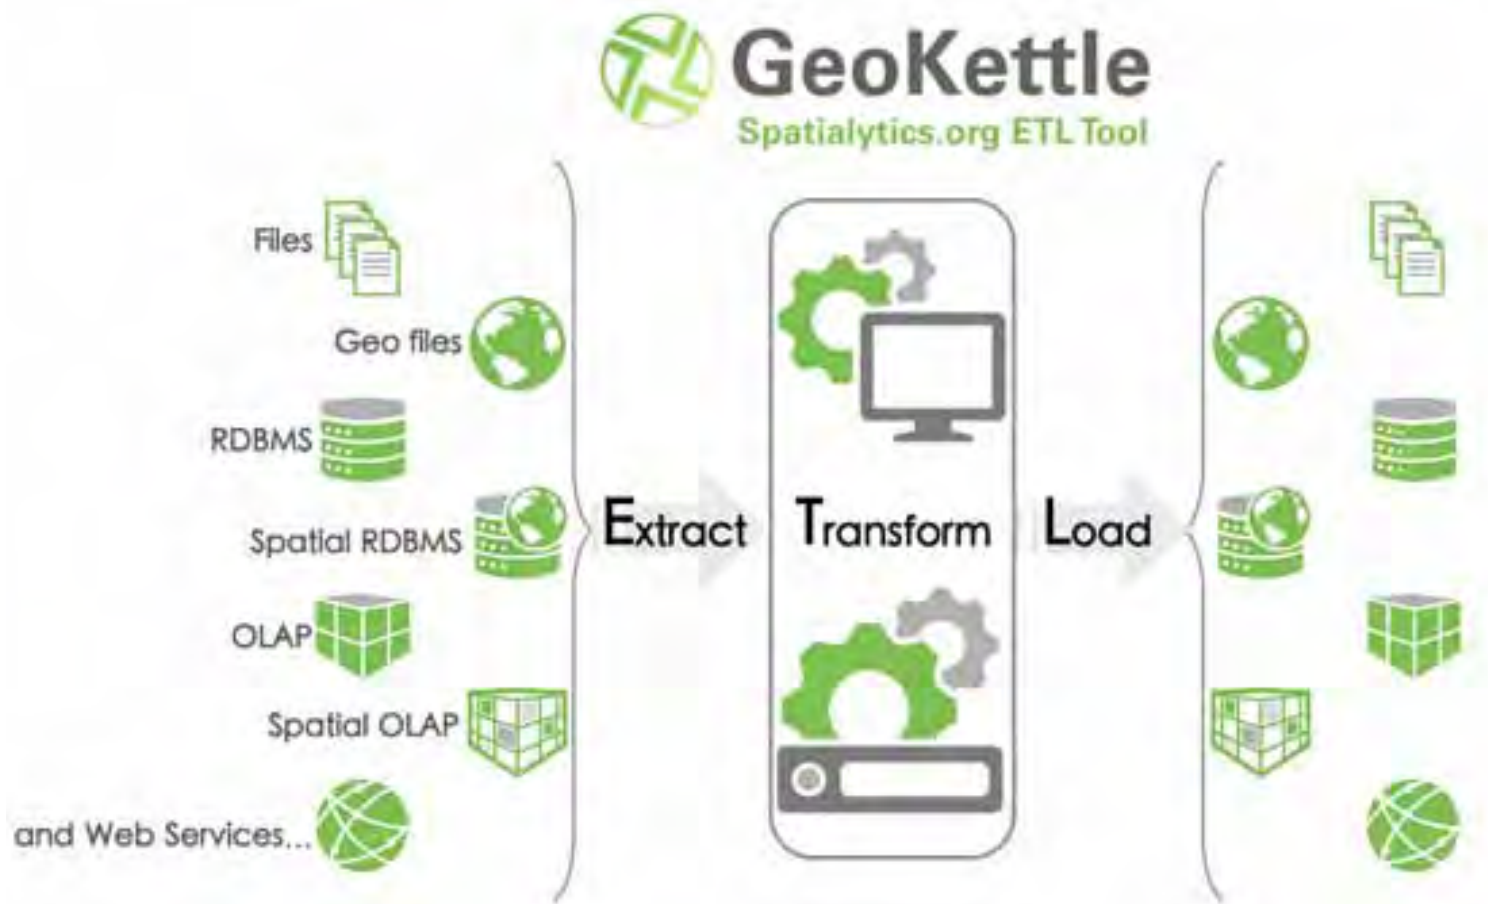 GeoKettle
Spatialytics.org ETL Tool
Files
Geo files
RDBMS
Spatial RDBMS
OLAP
Spatial OLAP
and Web Services...
Extract
Transform
Load